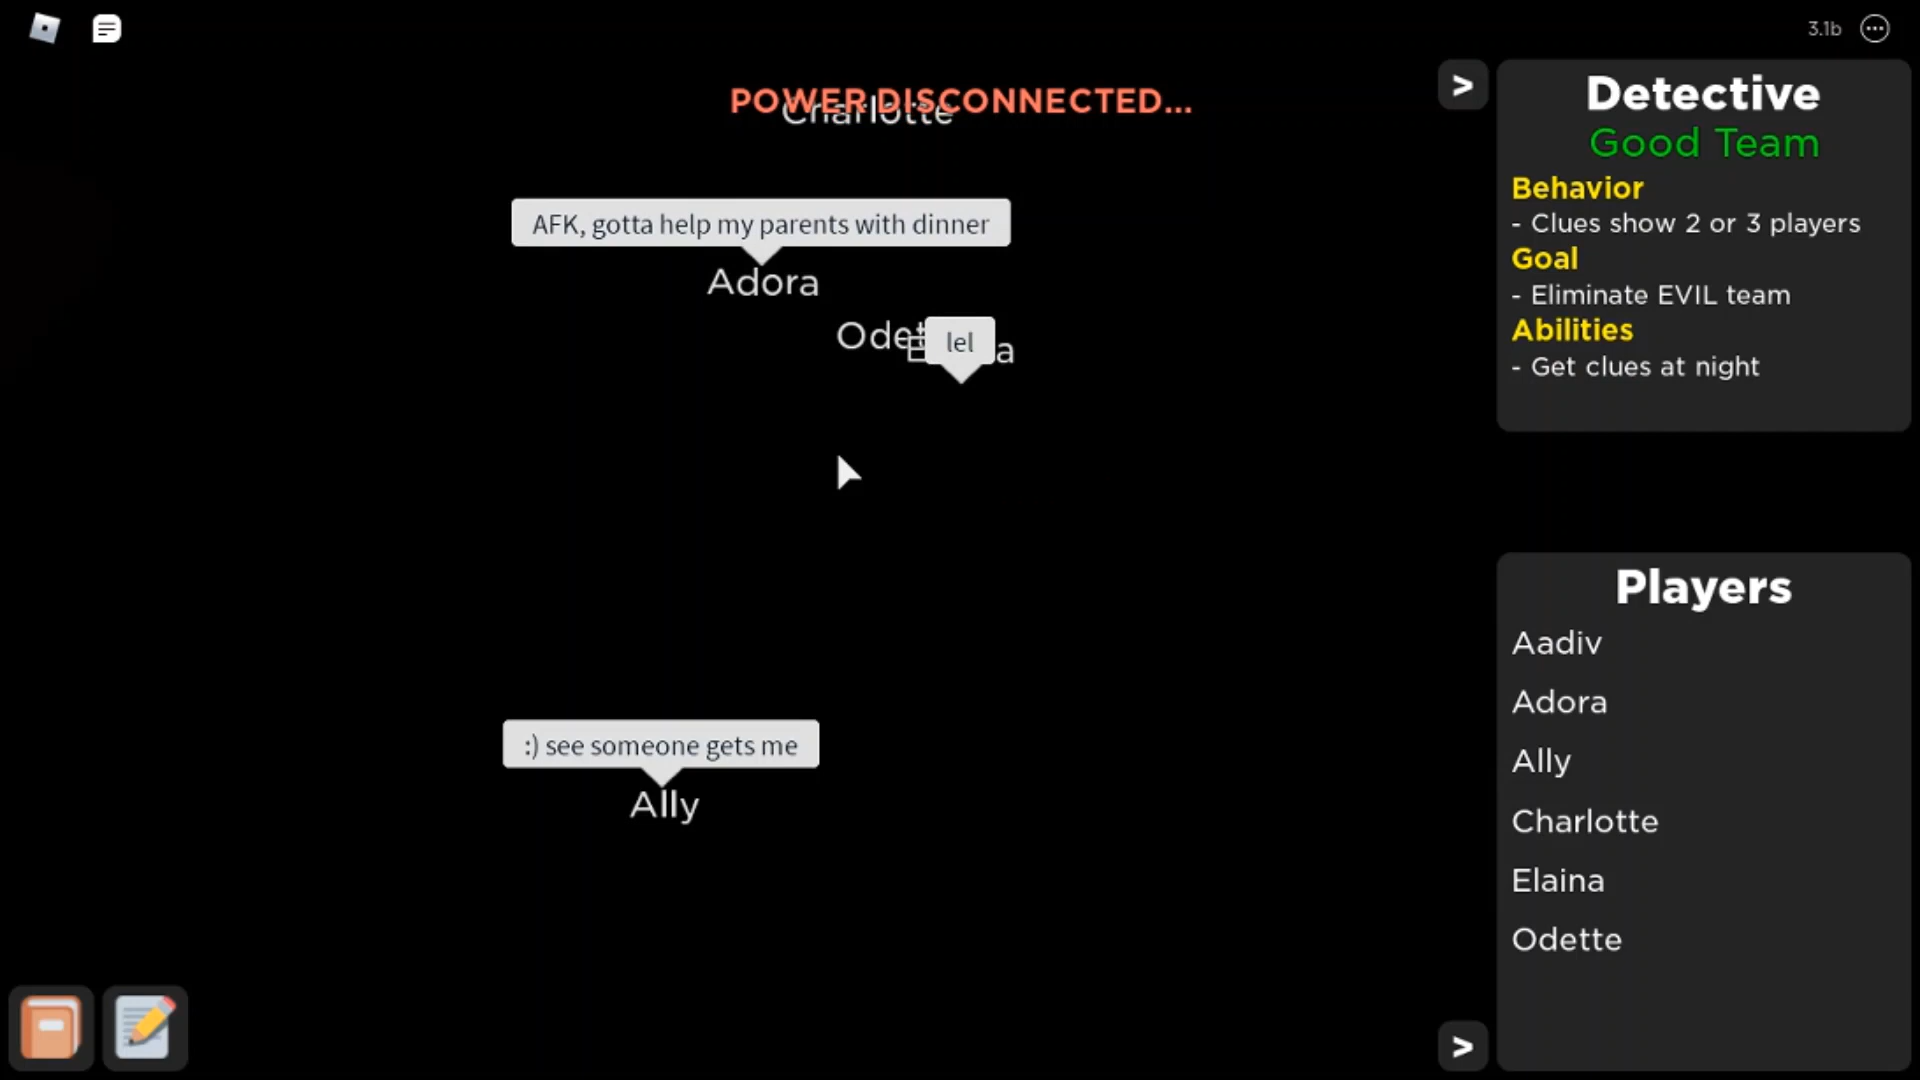 3.1b
POWER DISCONNECTED...
Charlotte
AFK, gotta help my parents with dinner
Adora
lel
Ally
:) see someone gets me
>
Detective
Good Team
Behavior
- Clues show 2 or 3 players
Goal
- Eliminate EVIL team
Abilities
- Get clues at night
Players
Aadiv
Adora
Ally
Charlotte
Elaina
Odette
>